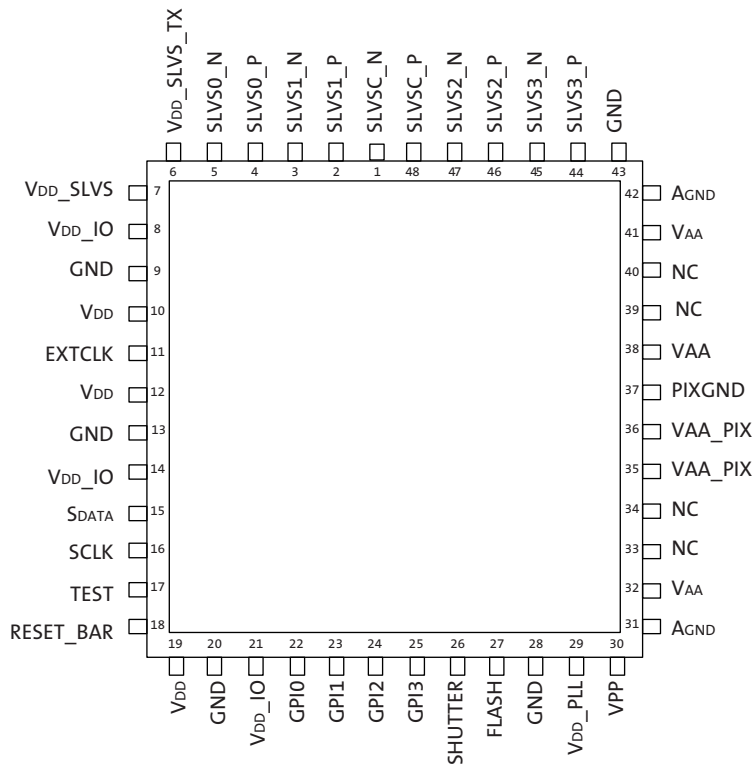 VDD_SLVS_TX
SLVS0_N
SLVS0_P
SLVS1_N
SLVS1_P
SLVSC_N
SLVSC_P
SLVS2_N
SLVS2_P
SLVS3_N
SLVS3_P
GND
6
5
4
3
2
1
48
47
46
45
44
43
VDD_SLVS 7
VDD_IO 8
GND 9
VDD 10
EXTCLK 11
VDD 12
GND 13
VDD_IO 14
SDATA 15
SCLK 16
TEST 17
RESET_BAR 18
42 AGND
41 VAA
40 NC
39 NC
38 VAA
37 PIXGND
36 VAA_PIX
35 VAA_PIX
34 NC
33 NC
32 VAA
31 AGND
19
20
21
22
23
24
25
26
27
28
29
30
VDD
GND
VDD_IO
GPI0
GPI1
GPI2
GPI3
SHUTTER
FLASH
GND
VDD_PLL
VPP